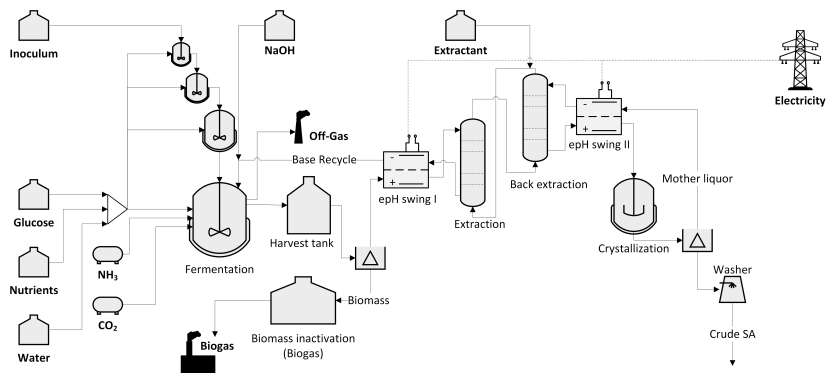 Inoculum
NaOH
Extractant
Electricity
Off-Gas
Base Recycle
epH swing I
epH swing II
Back extraction
Extraction
Mother liquor
Glucose
Nutrients
Water
NH3
CO2
Fermentation
Harvest tank
Crystallization
Washer
Biomass
Biomass inactivation
(Biogas)
Biogas
Crude SA
− 
+
−
+